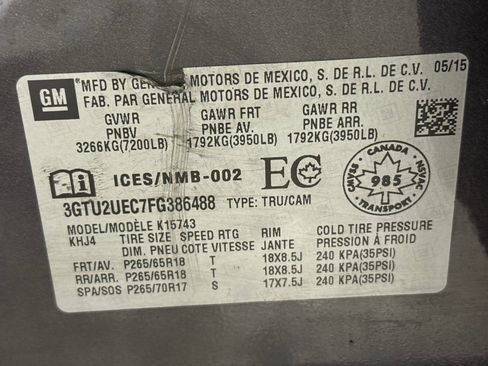 GM
*MFD BY GENERAL MOTORS DE MEXICO, S. DE R.L. DE C.V. 05/15
FAB. PAR GENERAL MOTORS DE MEXICO, S. DE R.L. DE C.V.
GVWR GAWR FRT GAWR RR
PNBV PNBE AV. PNBE ARR.
3266KG(7200LB) 1792KG(3950LB) 1792KG(3950LB)
ICES/NMB-002 EC
CANADA
985
NSVAC
TRANSPORT
3GTU2UEC7FG386488 TYPE: TRU/CAM
MODEL/MODÈLE K15743
KHJ4 TIRE SIZE SPEED RTG RIM COLD TIRE PRESSURE
DIM. PNEU COTE VITESSE JANTE PRESSION À FROID
FRT/AV. P265/65R18 T 18X8.5J 240 KPA(35PSI)
RR/ARR. P265/65R18 T 18X8.5J 240 KPA(35PSI)
SPA/SOS P265/70R17 S 17X7.5J 240 KPA(35PSI)